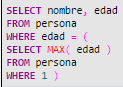 SELECT nombre, edad
FROM persona
WHERE edad = (
SELECT MAX( edad )
FROM persona
WHERE 1 )